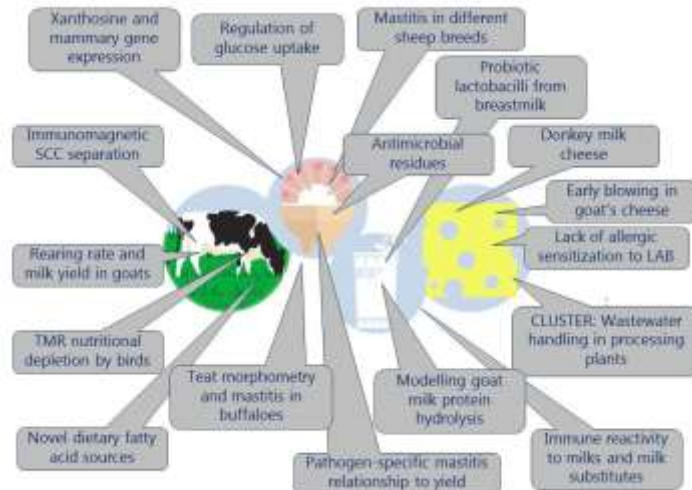 Xanthosine and
mammary gene
expression
Regulation of
glucose uptake
Mastitis in different
sheep breeds
Probiotic
lactobacilli from
breastmilk
Immunomagnetic
SCC separation
Antimicrobial
residues
Donkey milk
cheese
Early blowing in
goat's cheese
Rearing rate and
milk yield in goats
Lack of allergic
sensitization to LAB
TMR nutritional
depletion by birds
CLUSTER: Wastewater
handling in processing
plants
Teat morphometry
and mastitis in
buffaloes
Modelling goat
milk protein
hydrolysis
Novel dietary fatty
acid sources
Pathogen-specific mastitis
relationship to yield
Immune reactivity
to milks and milk
substitutes